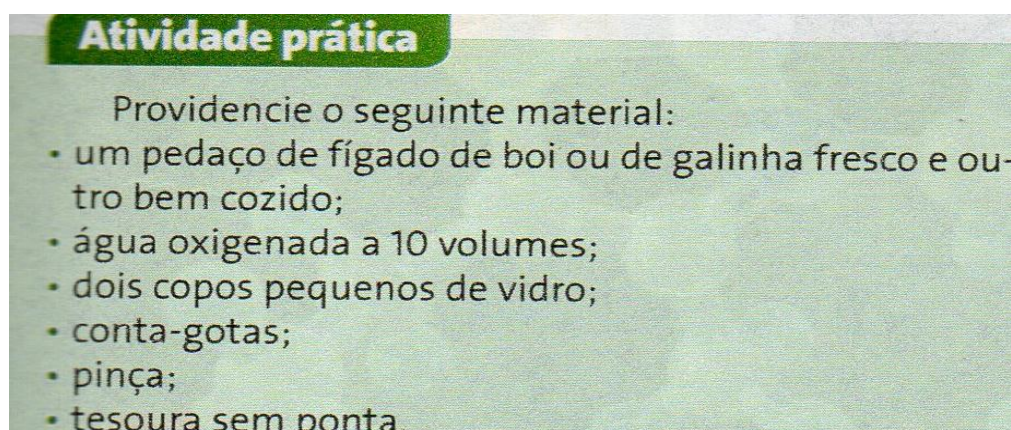 Atividade prática
Providencie o seguinte material:
• um pedaço de fígado de boi ou de galinha fresco e ou-
tro bem cozido;
• água oxigenada a 10 volumes;
• dois copos pequenos de vidro;
• conta-gotas;
• pinça;
• tesoura sem ponta.